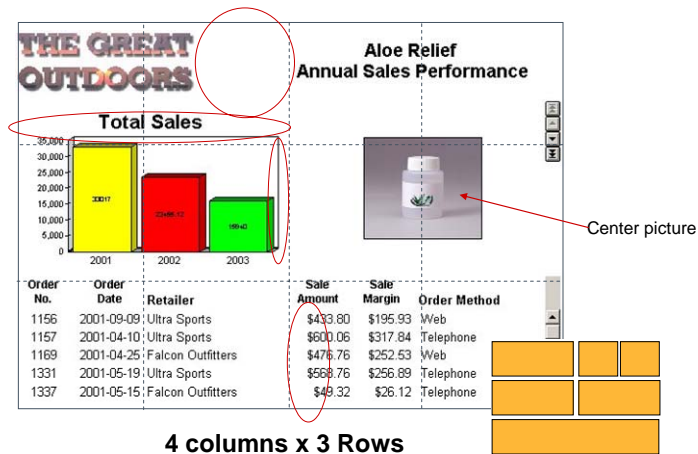 THE GREAT
OUTDOORS
Aloe Relief
Annual Sales Performance
Total Sales
35,000
30,000
25,000
20,000
15,000
10,000
5,000
0
33017
2001
2002
2003
Center picture
Order No. Order Date Retailer Sale Amount Sale Margin Order Method
1156 2001-09-09 Ultra Sports $433.80 $195.93 Web
1157 2001-04-10 Ultra Sports $600.06 $317.84 Telephone
1169 2001-04-25 Falcon Outfitters $476.76 $252.53 Web
1331 2001-05-19 Ultra Sports $568.76 $256.89 Telephone
1337 2001-05-15 Falcon Outfitters $49.32 $26.12 Telephone
4 columns x 3 Rows